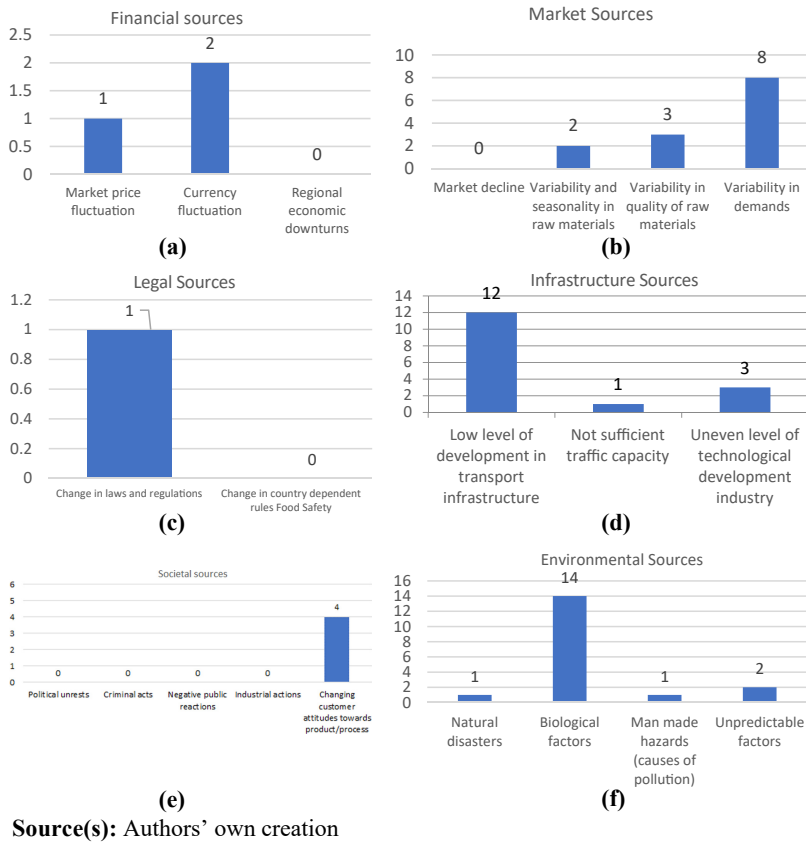 Financial sources
2.5
2
1.5
1
0.5
0
1
2
0
Market price fluctuation
Currency fluctuation
Regional economic downturns
(a)
Market Sources
10
8
6
4
2
0
0
2
3
8
Market decline
Variability and seasonality in raw materials
Variability in quality of raw materials
Variability in demands
(b)
Legal Sources
1.2
1
0.8
0.6
0.4
0.2
0
1
0
Change in laws and regulations
Change in country dependent rules Food Safety
(c)
Infrastructure Sources
14
12
10
8
6
4
2
0
12
1
3
Low level of development in transport infrastructure
Not sufficient traffic capacity
Uneven level of technological development industry
(d)
Societal sources
6
5
4
3
2
1
0
0
0
0
0
4
Political unrests
Criminal acts
Negative public reactions
Industrial actions
Changing customer attitudes towards product/process
(e)
Environmental Sources
16
14
12
10
8
6
4
2
0
1
14
1
2
Natural disasters
Biological factors
Man made hazards (causes of pollution)
Unpredictable factors
(f)
Source(s): Authors' own creation